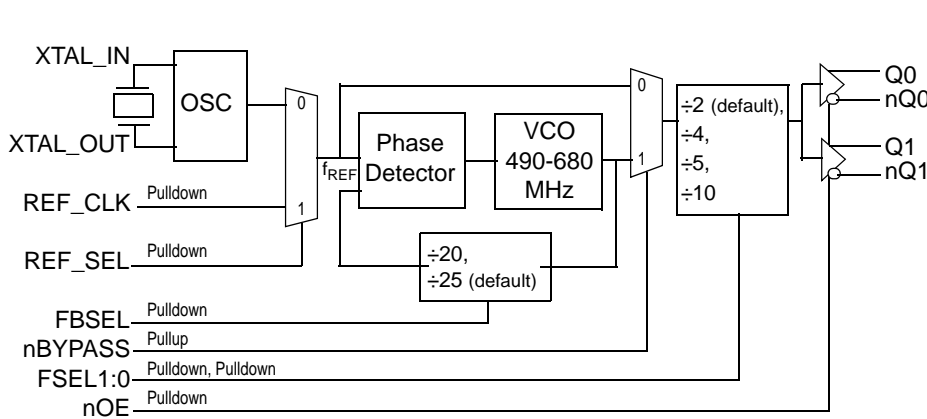 XTAL_IN
OSC
XTAL_OUT
REF_CLK
Pulldown
REF_SEL
Pulldown
0
1
fREF
Phase
Detector
VCO
490-680
MHz
÷20,
÷25 (default)
0
1
÷2 (default),
÷4,
÷5,
÷10
Q0
nQ0
Q1
nQ1
FBSEL
Pulldown
nBYPASS
Pullup
FSEL1:0
Pulldown, Pulldown
nOE
Pulldown